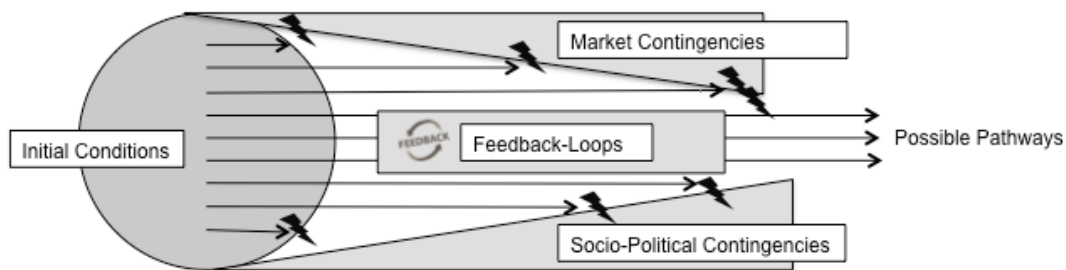 Market Contingencies
Initial Conditions
FEEDBACK
Feedback-Loops
Possible Pathways
Socio-Political Contingencies